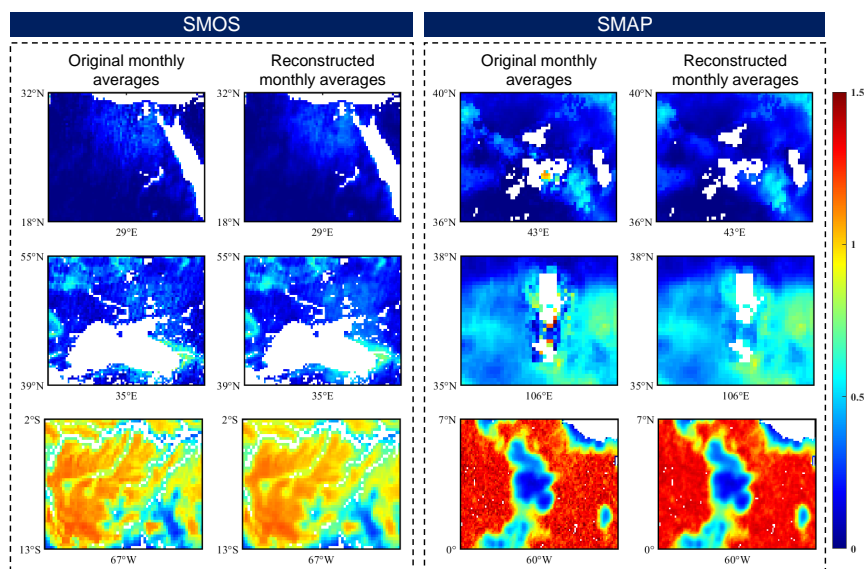 SMOS
SMAP
Original monthly averages
Reconstructed monthly averages
Original monthly averages
Reconstructed monthly averages
32°N
32°N
40°N
40°N
1.5
18°N
18°N
36°N
36°N
29°E
29°E
43°E
43°E
1
55°N
55°N
38°N
38°N
39°N
39°N
35°N
35°N
35°E
35°E
106°E
106°E
0.5
2°S
2°S
7°N
7°N
13°S
13°S
0°
0°
0
67°W
67°W
60°W
60°W